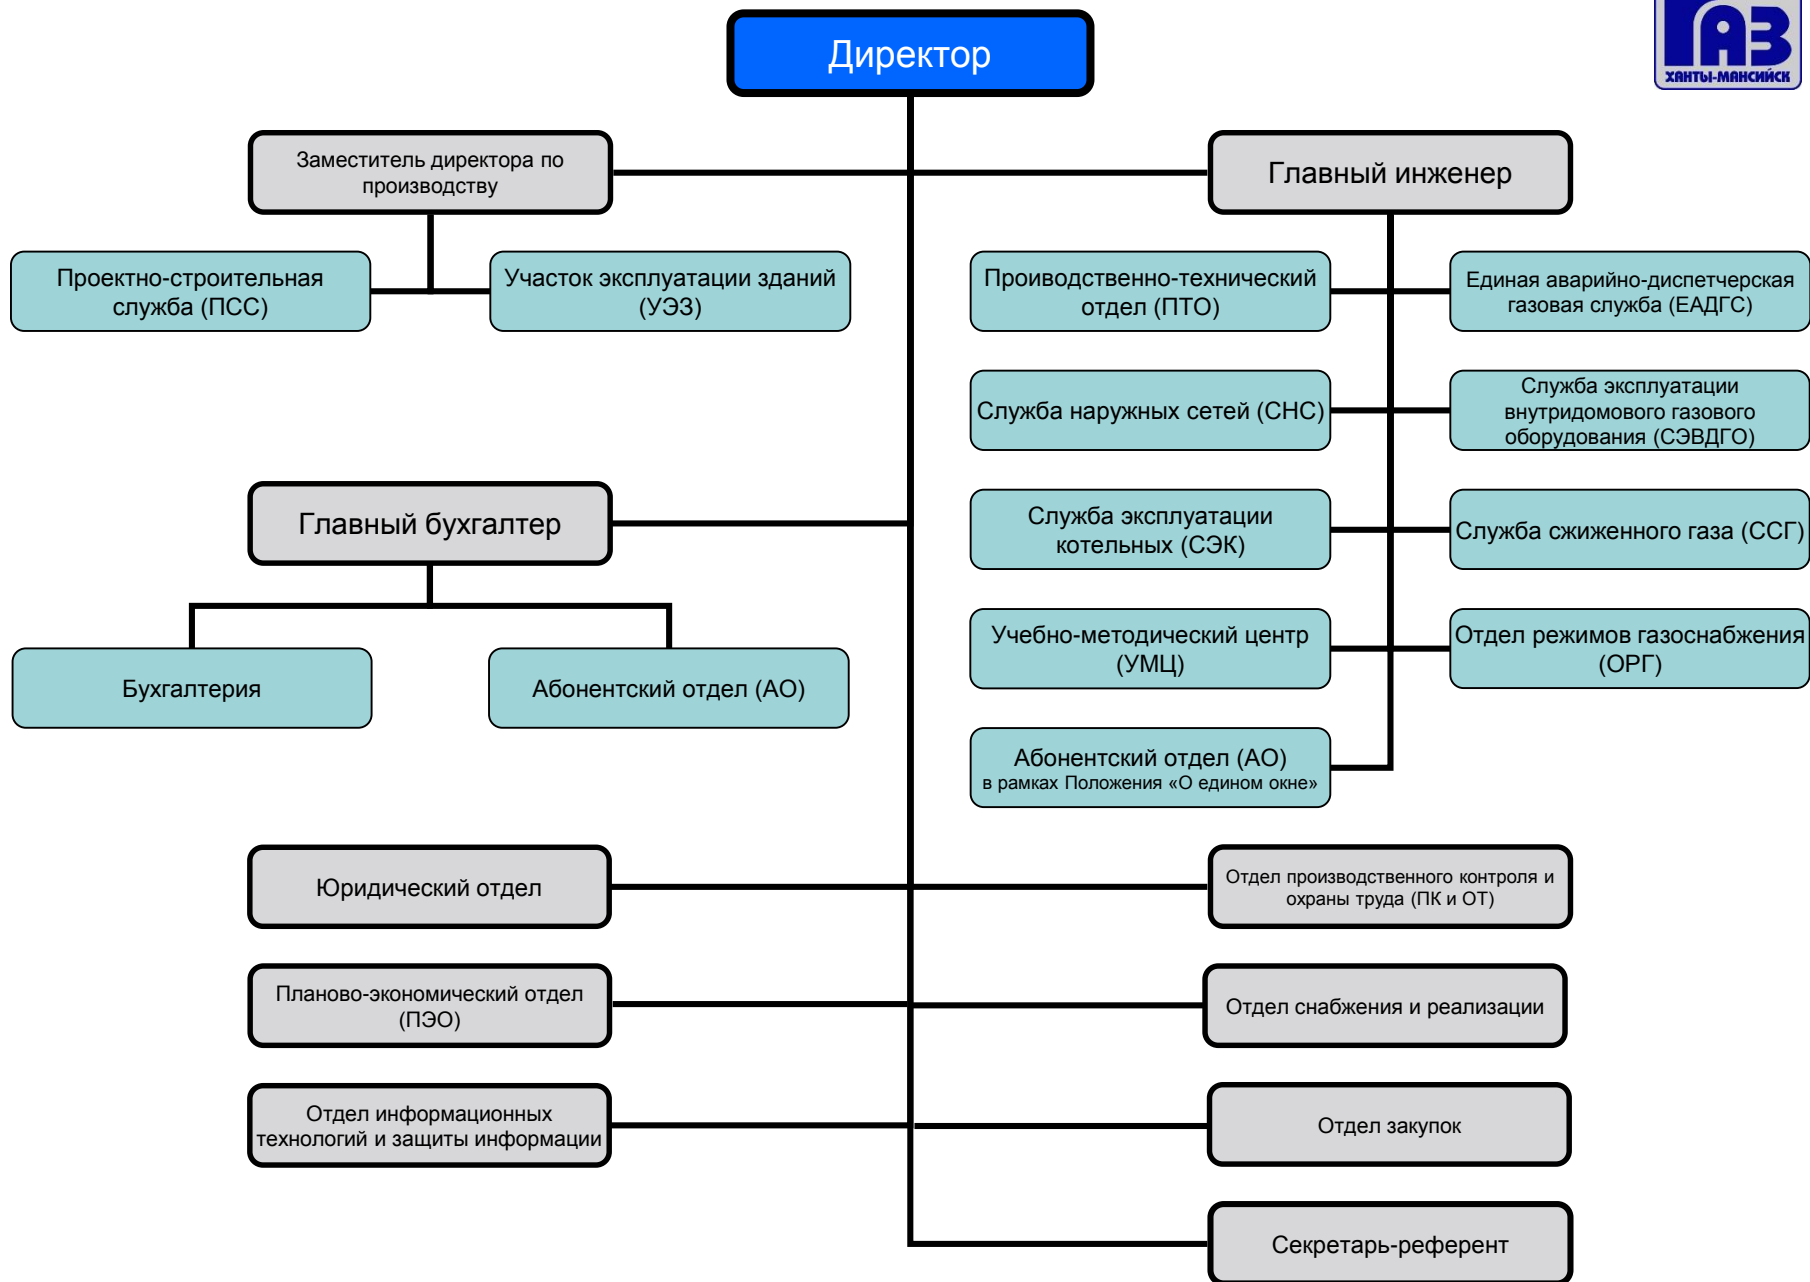 Директор
ГАЗ
ХАНТЫ-МАНСИЙСК
Заместитель директора по
производству
Главный инженер
Проектно-строительная
служба (ПСС)
Участок эксплуатации зданий
(УЭЗ)
Проиводственно-технический
отдел (ПТО)
Единая аварийно-диспетчерская
газовая служба (ЕАДГС)
Служба наружных сетей (СНС)
Служба эксплуатации
внутридомового газового
оборудования (СЭВДГО)
Главный бухгалтер
Служба эксплуатации
котельных (СЭК)
Служба сжиженного газа (ССГ)
Бухгалтерия
Абонентский отдел (АО)
Учебно-методический центр
(УМЦ)
Отдел режимов газоснабжения
(ОРГ)
Абонентский отдел (АО)
в рамках Положения «О едином окне»
Юридический отдел
Отдел производственного контроля и
охраны труда (ПК и ОТ)
Планово-экономический отдел
(ПЭО)
Отдел снабжения и реализации
Отдел информационных
технологий и защиты информации
Отдел закупок
Секретарь-референт